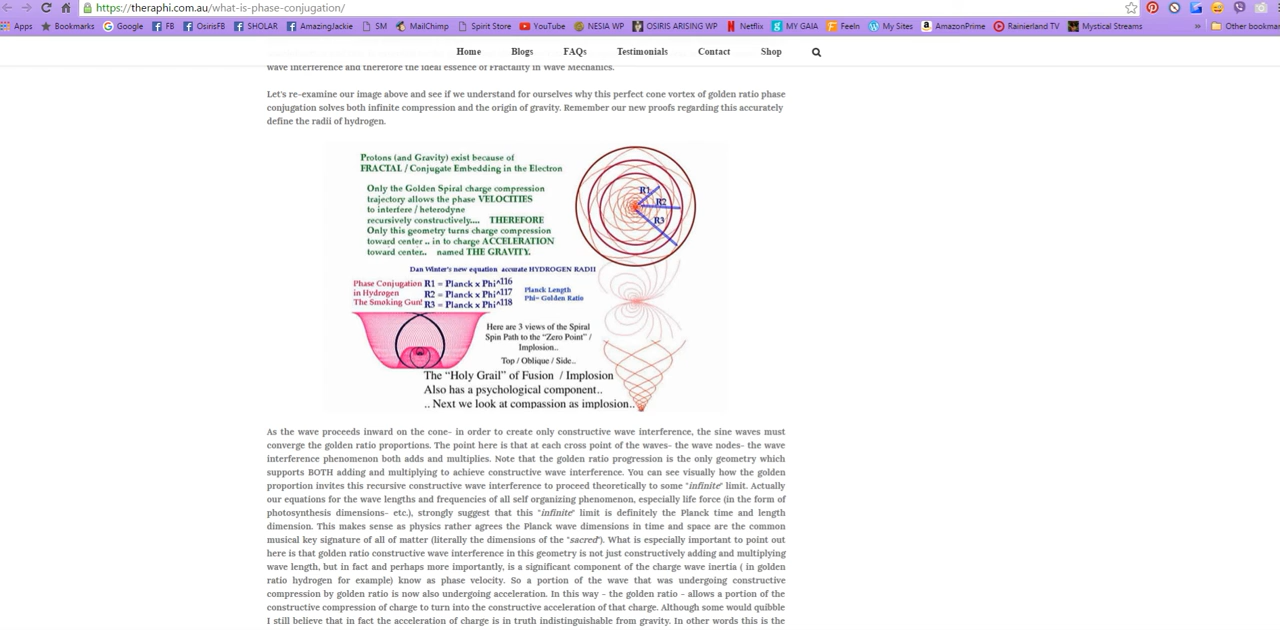 https://theraphi.com.au/what-is-phase-conjugation/
Apps Bookmarks Google FB OsirisFB SHOLAR AmazingJackie SM MailChimp Spirit Store YouTube NESIA WP OSIRIS ARISING WP Netflix MY GAIA FeeIn My Sites AmazonPrime Rainierland TV Mystical Streams » Other bookmar
Home Blogs FAQs Testimonials Contact Shop
wave interference and therefore the ideal essence of Fractality in Wave Mechanics.
Let's re-examine our image above and see if we understand for ourselves why this perfect cone vortex of golden ratio phase
conjugation solves both infinite compression and the origin of gravity. Remember our new proofs regarding this accurately
define the radii of hydrogen.
Protons (and Gravity) exist because of
FRACTAL / Conjugate Embedding in the Electron
Only the Golden Spiral charge compression
trajectory allows the phase VELOCITIES
to interfere / heterodyne
recursively constructively.... THEREFORE
Only this geometry turns charge compression
toward center .. in to charge ACCELERATION
toward center.. named THE GRAVITY.
R1
R2
R3
Dan Winter's new equation accurate HYDROGEN RADII
Phase Conjugation
in Hydrogen
The Smoking Gun!
R1 = Planck x Phi^116
R2 = Planck x Phi^117
R3 = Planck x Phi^118
Planck Length
Phi= Golden Ratio
Here are 3 views of the Spiral
Spin Path to the "Zero Point" /
Implosion..
Top / Oblique / Side..
The "Holy Grail" of Fusion / Implosion
Also has a psychological component..
.. Next we look at compassion as implosion..
As the wave proceeds inward on the cone- in order to create only constructive wave interference, the sine waves must
converge the golden ratio proportions. The point here is that at each cross point of the waves- the wave nodes- the wave
interference phenomenon both adds and multiplies. Note that the golden ratio progression is the only geometry which
supports BOTH adding and multiplying to achieve constructive wave interference. You can see visually how the golden
proportion invites this recursive constructive wave interference to proceed theoretically to some "infinite" limit. Actually
our equations for the wave lengths and frequencies of all self organizing phenomenon, especially life force (in the form of
photosynthesis dimensions- etc.), strongly suggest that this "infinite" limit is definitely the Planck time and length
dimension. This makes sense as physics rather agrees the Planck wave dimensions in time and space are the common
musical key signature of all of matter (literally the dimensions of the "sacred"). What is especially important to point out
here is that golden ratio constructive wave interference in this geometry is not just constructively adding and multiplying
wave length, but in fact and perhaps more importantly, is a significant component of the charge wave inertia ( in golden
ratio hydrogen for example) know as phase velocity. So a portion of the wave that was undergoing constructive
compression by golden ratio is now also undergoing acceleration. In this way - the golden ratio - allows a portion of the
constructive compression of charge to turn into the constructive acceleration of that charge. Although some would quibble
I still believe that in fact the acceleration of charge is in truth indistinguishable from gravity. In other words this is the